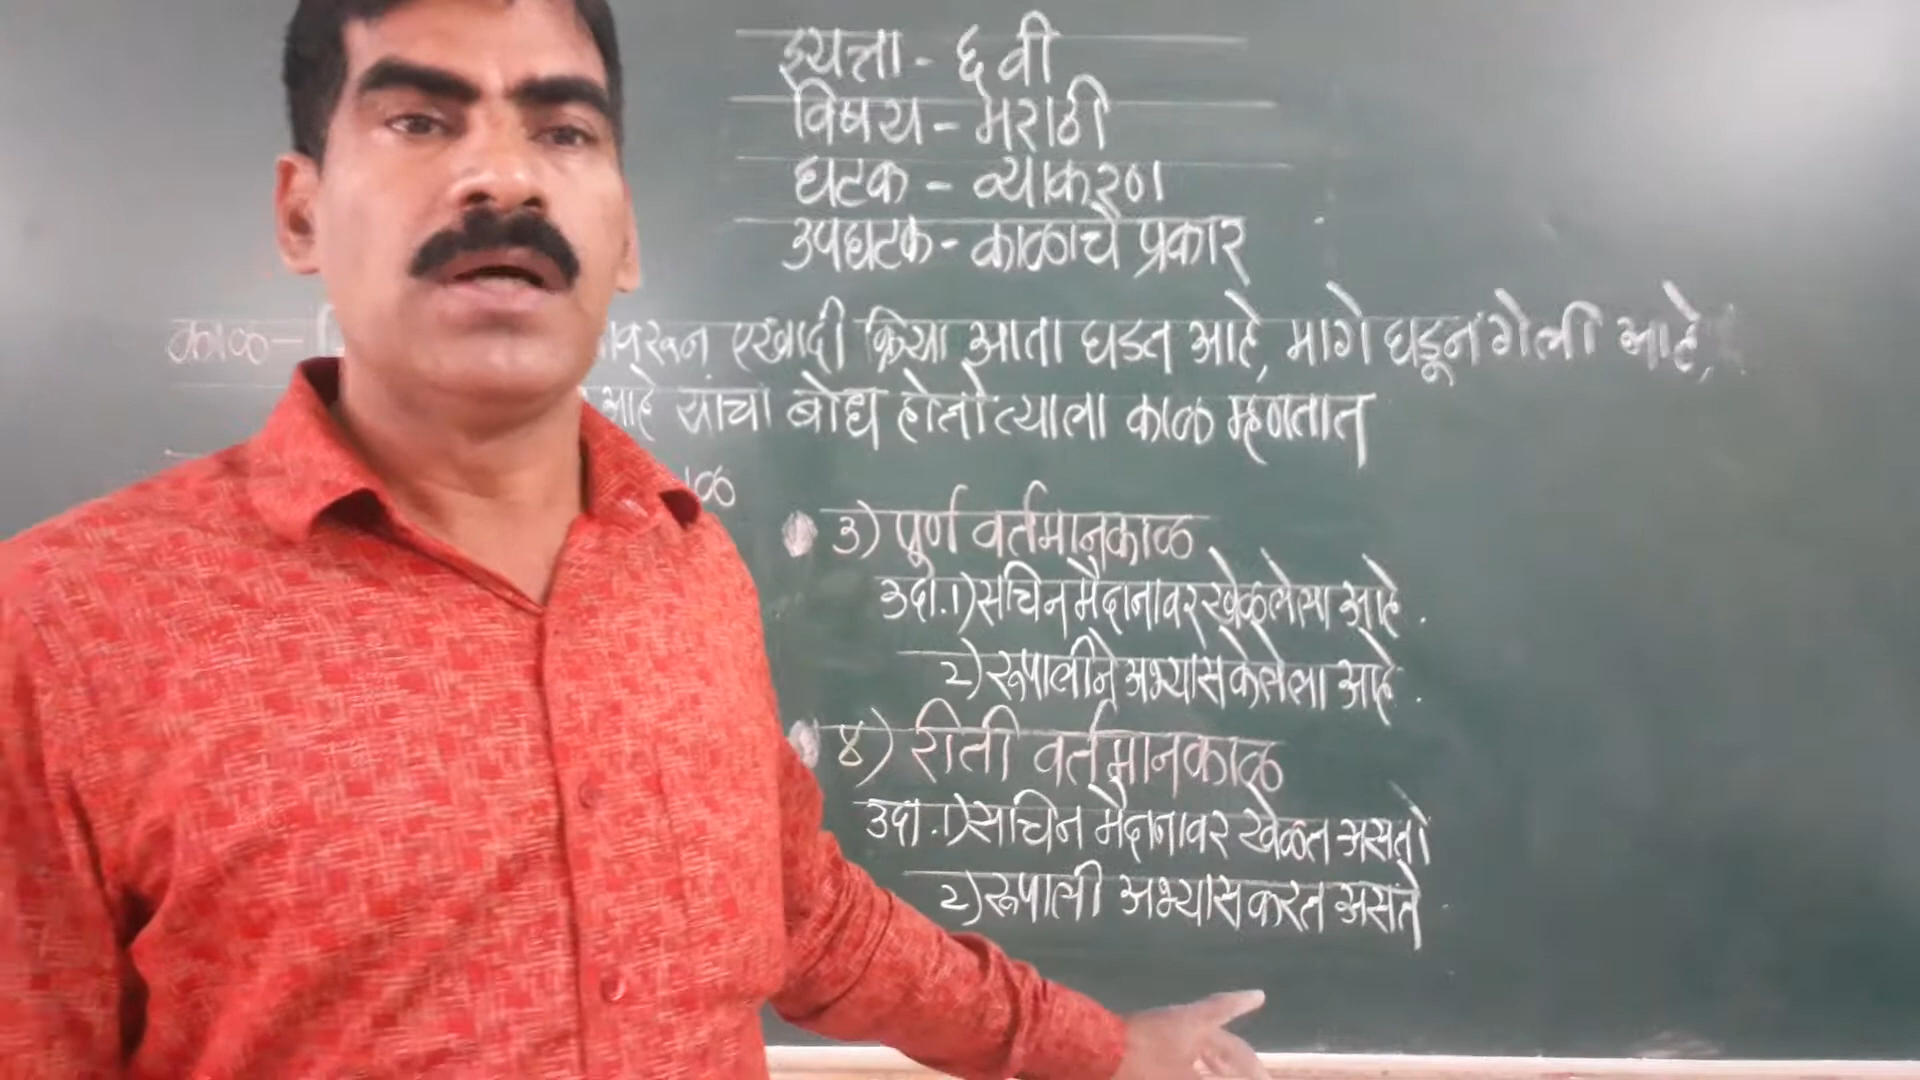 इयत्ता - ६ वी
विषय - मराठी
घटक - व्याकरण
उपघटक - काळाचे प्रकार
काळ - वरून एखादी क्रिया आता घडत आहे, मागे घडून गेली आहे,
आहे यांचा बोध होतो त्याला काळ म्हणतात
३) पूर्ण वर्तमानकाळ
उदा. १) सचिन मैदानावर खेळलेला आहे.
२) रूपालीने अभ्यास केलेला आहे.
४) रीती वर्तमानकाळ
उदा. १) सचिन मैदानावर खेळत असतो
२) रूपाली अभ्यास करत असते